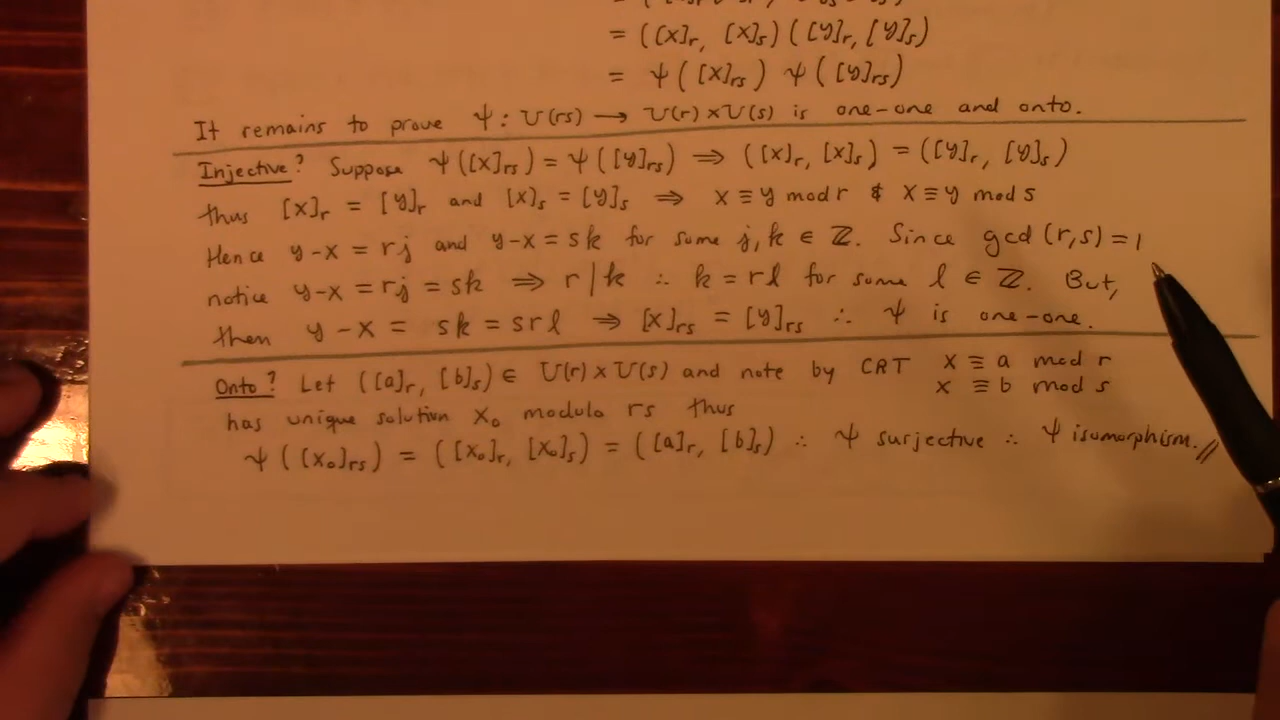 = ([x]r, [x]s)([y]r, [y]s)
= ψ([x]rs) ψ([y]rs)
It remains to prove ψ : U(rs) → U(r)×U(s) is one-one and onto.
Injective? Suppose ψ([x]rs) = ψ([y]rs) ⇒ ([x]r, [x]s) = ([y]r, [y]s)
thus [x]r = [y]r and [x]s = [y]s ⇒ x ≡ y mod r & x ≡ y mod s
Hence y-x = rj and y-x = sk for some j,k ∈ ℤ. Since gcd(r,s) = 1
notice y-x = rj = sk ⇒ r|k ∴ k = rl for some l ∈ ℤ. But,
then y-x = sk = srl ⇒ [x]rs = [y]rs ∴ ψ is one-one.
Onto? Let ([a]r, [b]s) ∈ U(r)×U(s) and note by CRT x ≡ a mod r
x ≡ b mod s
has unique solution x₀ modulo rs thus
ψ([x₀]rs) = ([x₀]r, [x₀]s) = ([a]r, [b]s) ∴ ψ surjective ∴ ψ isomorphism.//